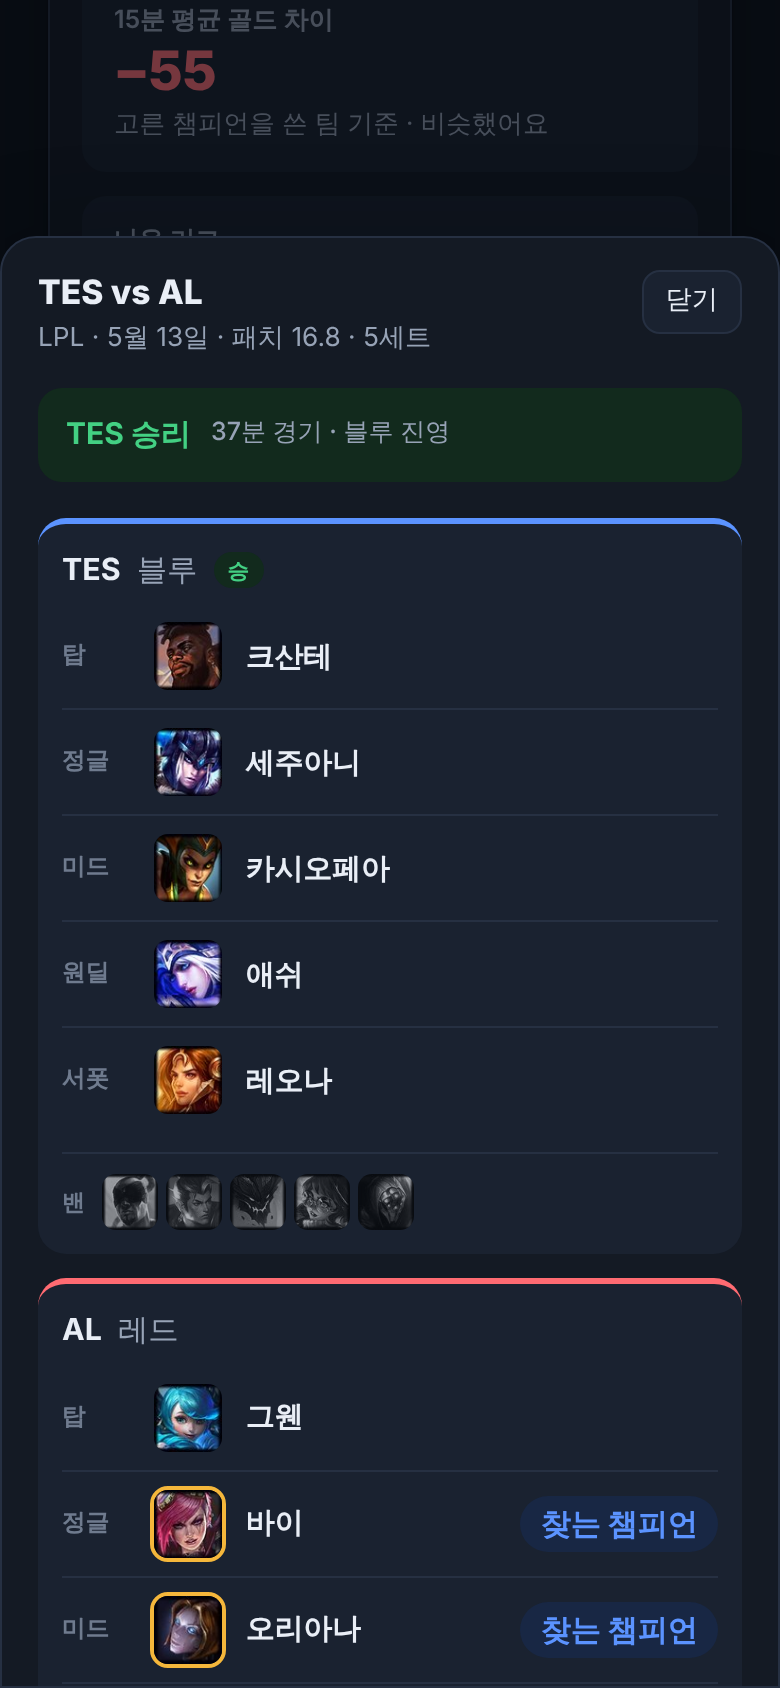 15분 평균 골드 차이
−55
고른 챔피언을 쓴 팀 기준 · 비슷했어요
TES vs AL
닫기
LPL · 5월 13일 · 패치 16.8 · 5세트
TES 승리 37분 경기 · 블루 진영
TES 블루 승
탑 크산테
정글 세주아니
미드 카시오페아
원딜 애쉬
서폿 레오나
밴
AL 레드
탑 그웬
정글 바이 찾는 챔피언
미드 오리아나 찾는 챔피언